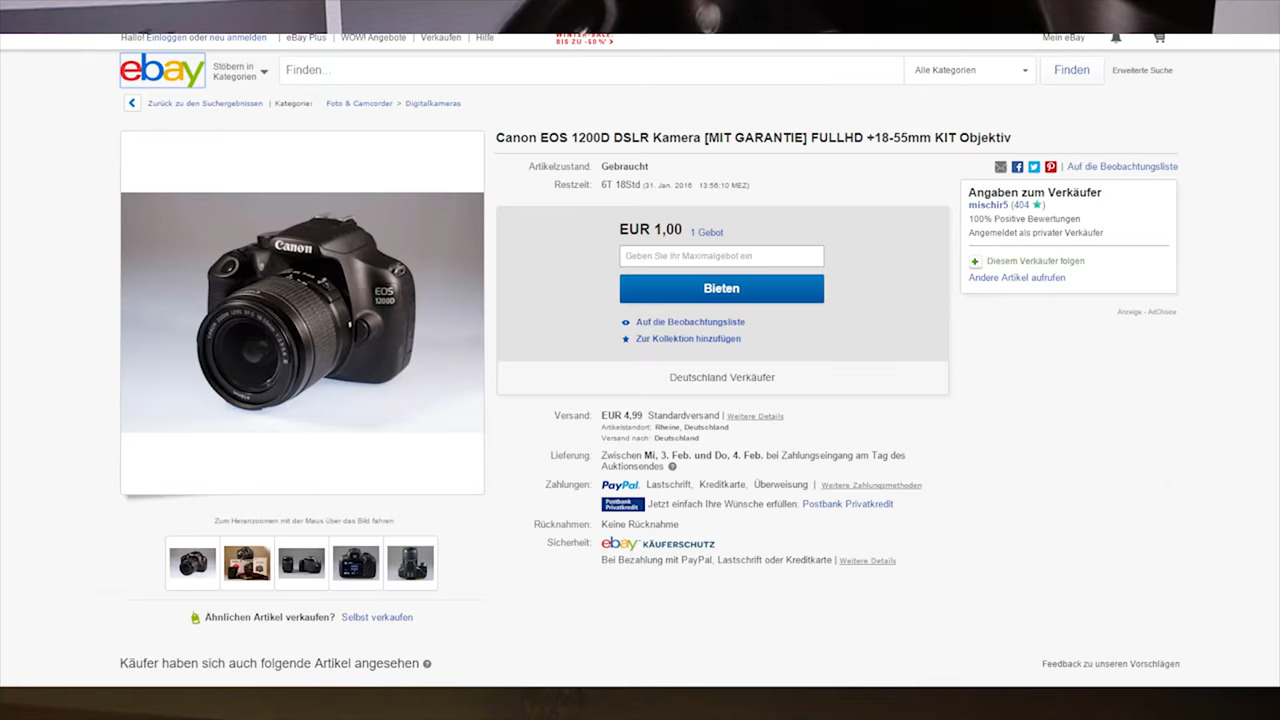 Hallo! Einloggen oder neu anmelden | eBay Plus | WOW! Angebote | Verkaufen | Hilfe
WINTER-SALE:
BIS ZU -50 %* >
Mein eBay
ebay
Stöbern in
Kategorien
Finden...
Alle Kategorien
Finden
Erweiterte Suche
Zurück zu den Suchergebnissen | Kategorie: Foto & Camcorder > Digitalkameras
Canon EOS 1200D DSLR Kamera [MIT GARANTIE] FULLHD +18-55mm KIT Objektiv
Artikelzustand: Gebraucht
Restzeit: 6T 18Std (31. Jan. 2016 13:56:10 MEZ)
| Auf die Beobachtungsliste
Angaben zum Verkäufer
mischir5 (404 ★)
100% Positive Bewertungen
Angemeldet als privater Verkäufer
Diesem Verkäufer folgen
Andere Artikel aufrufen
Anzeige - AdChoice
EUR 1,00 1 Gebot
Geben Sie Ihr Maximalgebot ein
Bieten
Auf die Beobachtungsliste
Zur Kollektion hinzufügen
Deutschland Verkäufer
Canon
EOS
1200D
Versand: EUR 4,99 Standardversand | Weitere Details
Artikelstandort: Rheine, Deutschland
Versand nach: Deutschland
Lieferung: Zwischen Mi, 3. Feb. und Do, 4. Feb. bei Zahlungseingang am Tag des
Auktionsendes
Zahlungen: PayPal, Lastschrift, Kreditkarte, Überweisung | Weitere Zahlungsmethoden
Postbank Privatkredit Jetzt einfach Ihre Wünsche erfüllen: Postbank Privatkredit
Rücknahmen: Keine Rücknahme
Sicherheit: ebay KÄUFERSCHUTZ
Bei Bezahlung mit PayPal, Lastschrift oder Kreditkarte | Weitere Details
Zum Heranzoomen mit der Maus über das Bild fahren
Ähnlichen Artikel verkaufen? Selbst verkaufen
Käufer haben sich auch folgende Artikel angesehen
Feedback zu unseren Vorschlägen